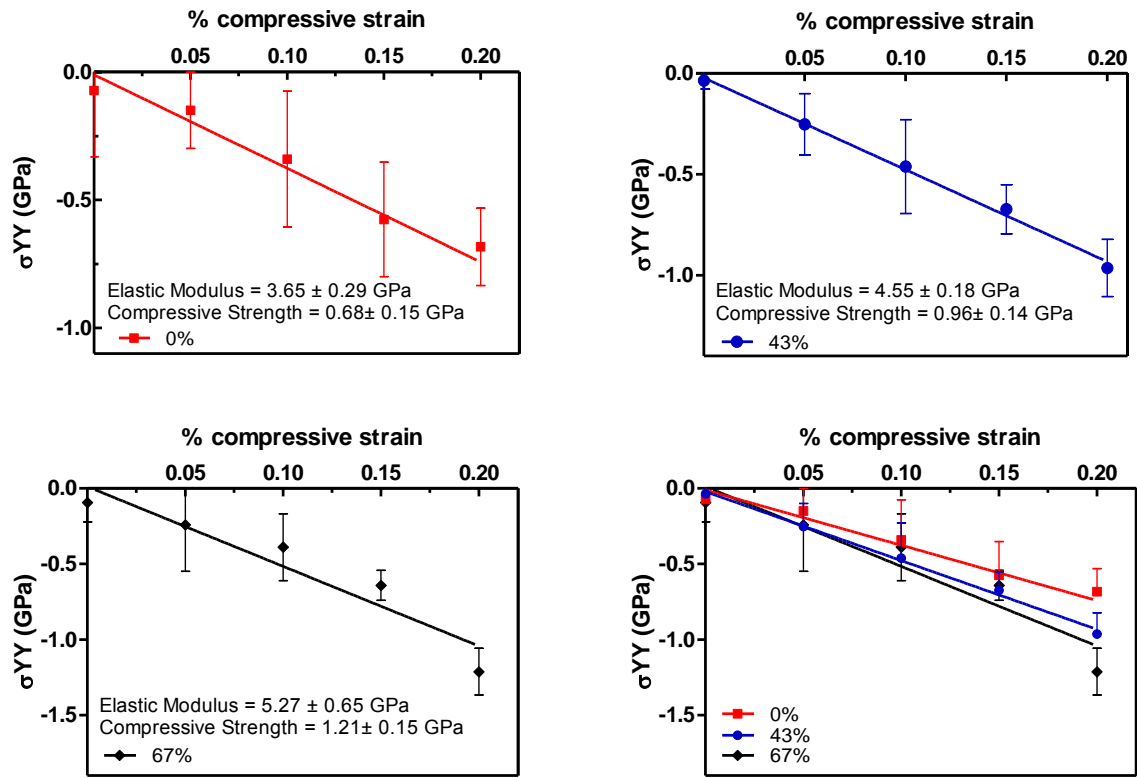 % compressive strain
0.05 0.10 0.15 0.20
0.0
-0.5
-1.0
σYY (GPa)
Elastic Modulus = 3.65 ± 0.29 GPa
Compressive Strength = 0.68± 0.15 GPa
0%
% compressive strain
0.05 0.10 0.15 0.20
0.0
-0.5
-1.0
σYY (GPa)
Elastic Modulus = 4.55 ± 0.18 GPa
Compressive Strength = 0.96± 0.14 GPa
43%
% compressive strain
0.05 0.10 0.15 0.20
0.0
-0.5
-1.0
-1.5
σYY (GPa)
Elastic Modulus = 5.27 ± 0.65 GPa
Compressive Strength = 1.21± 0.15 GPa
67%
% compressive strain
0.05 0.10 0.15 0.20
0.0
-0.5
-1.0
-1.5
σYY (GPa)
0%
43%
67%